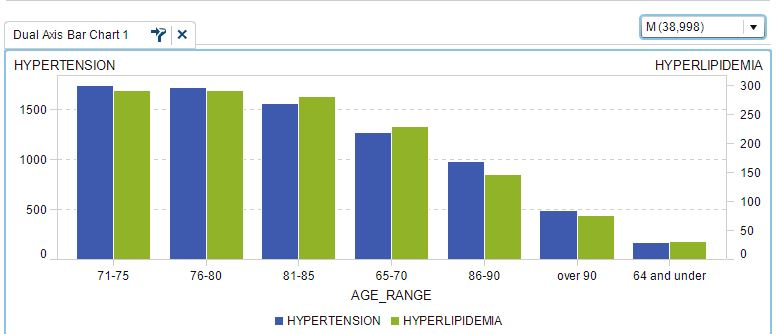 M (38,998)
Dual Axis Bar Chart 1
HYPERTENSION HYPERLIPIDEMIA
1500
1000
500
0
300
250
200
150
100
50
0
71-75 76-80 81-85 65-70 86-90 over 90 64 and under
AGE_RANGE
HYPERTENSION HYPERLIPIDEMIA